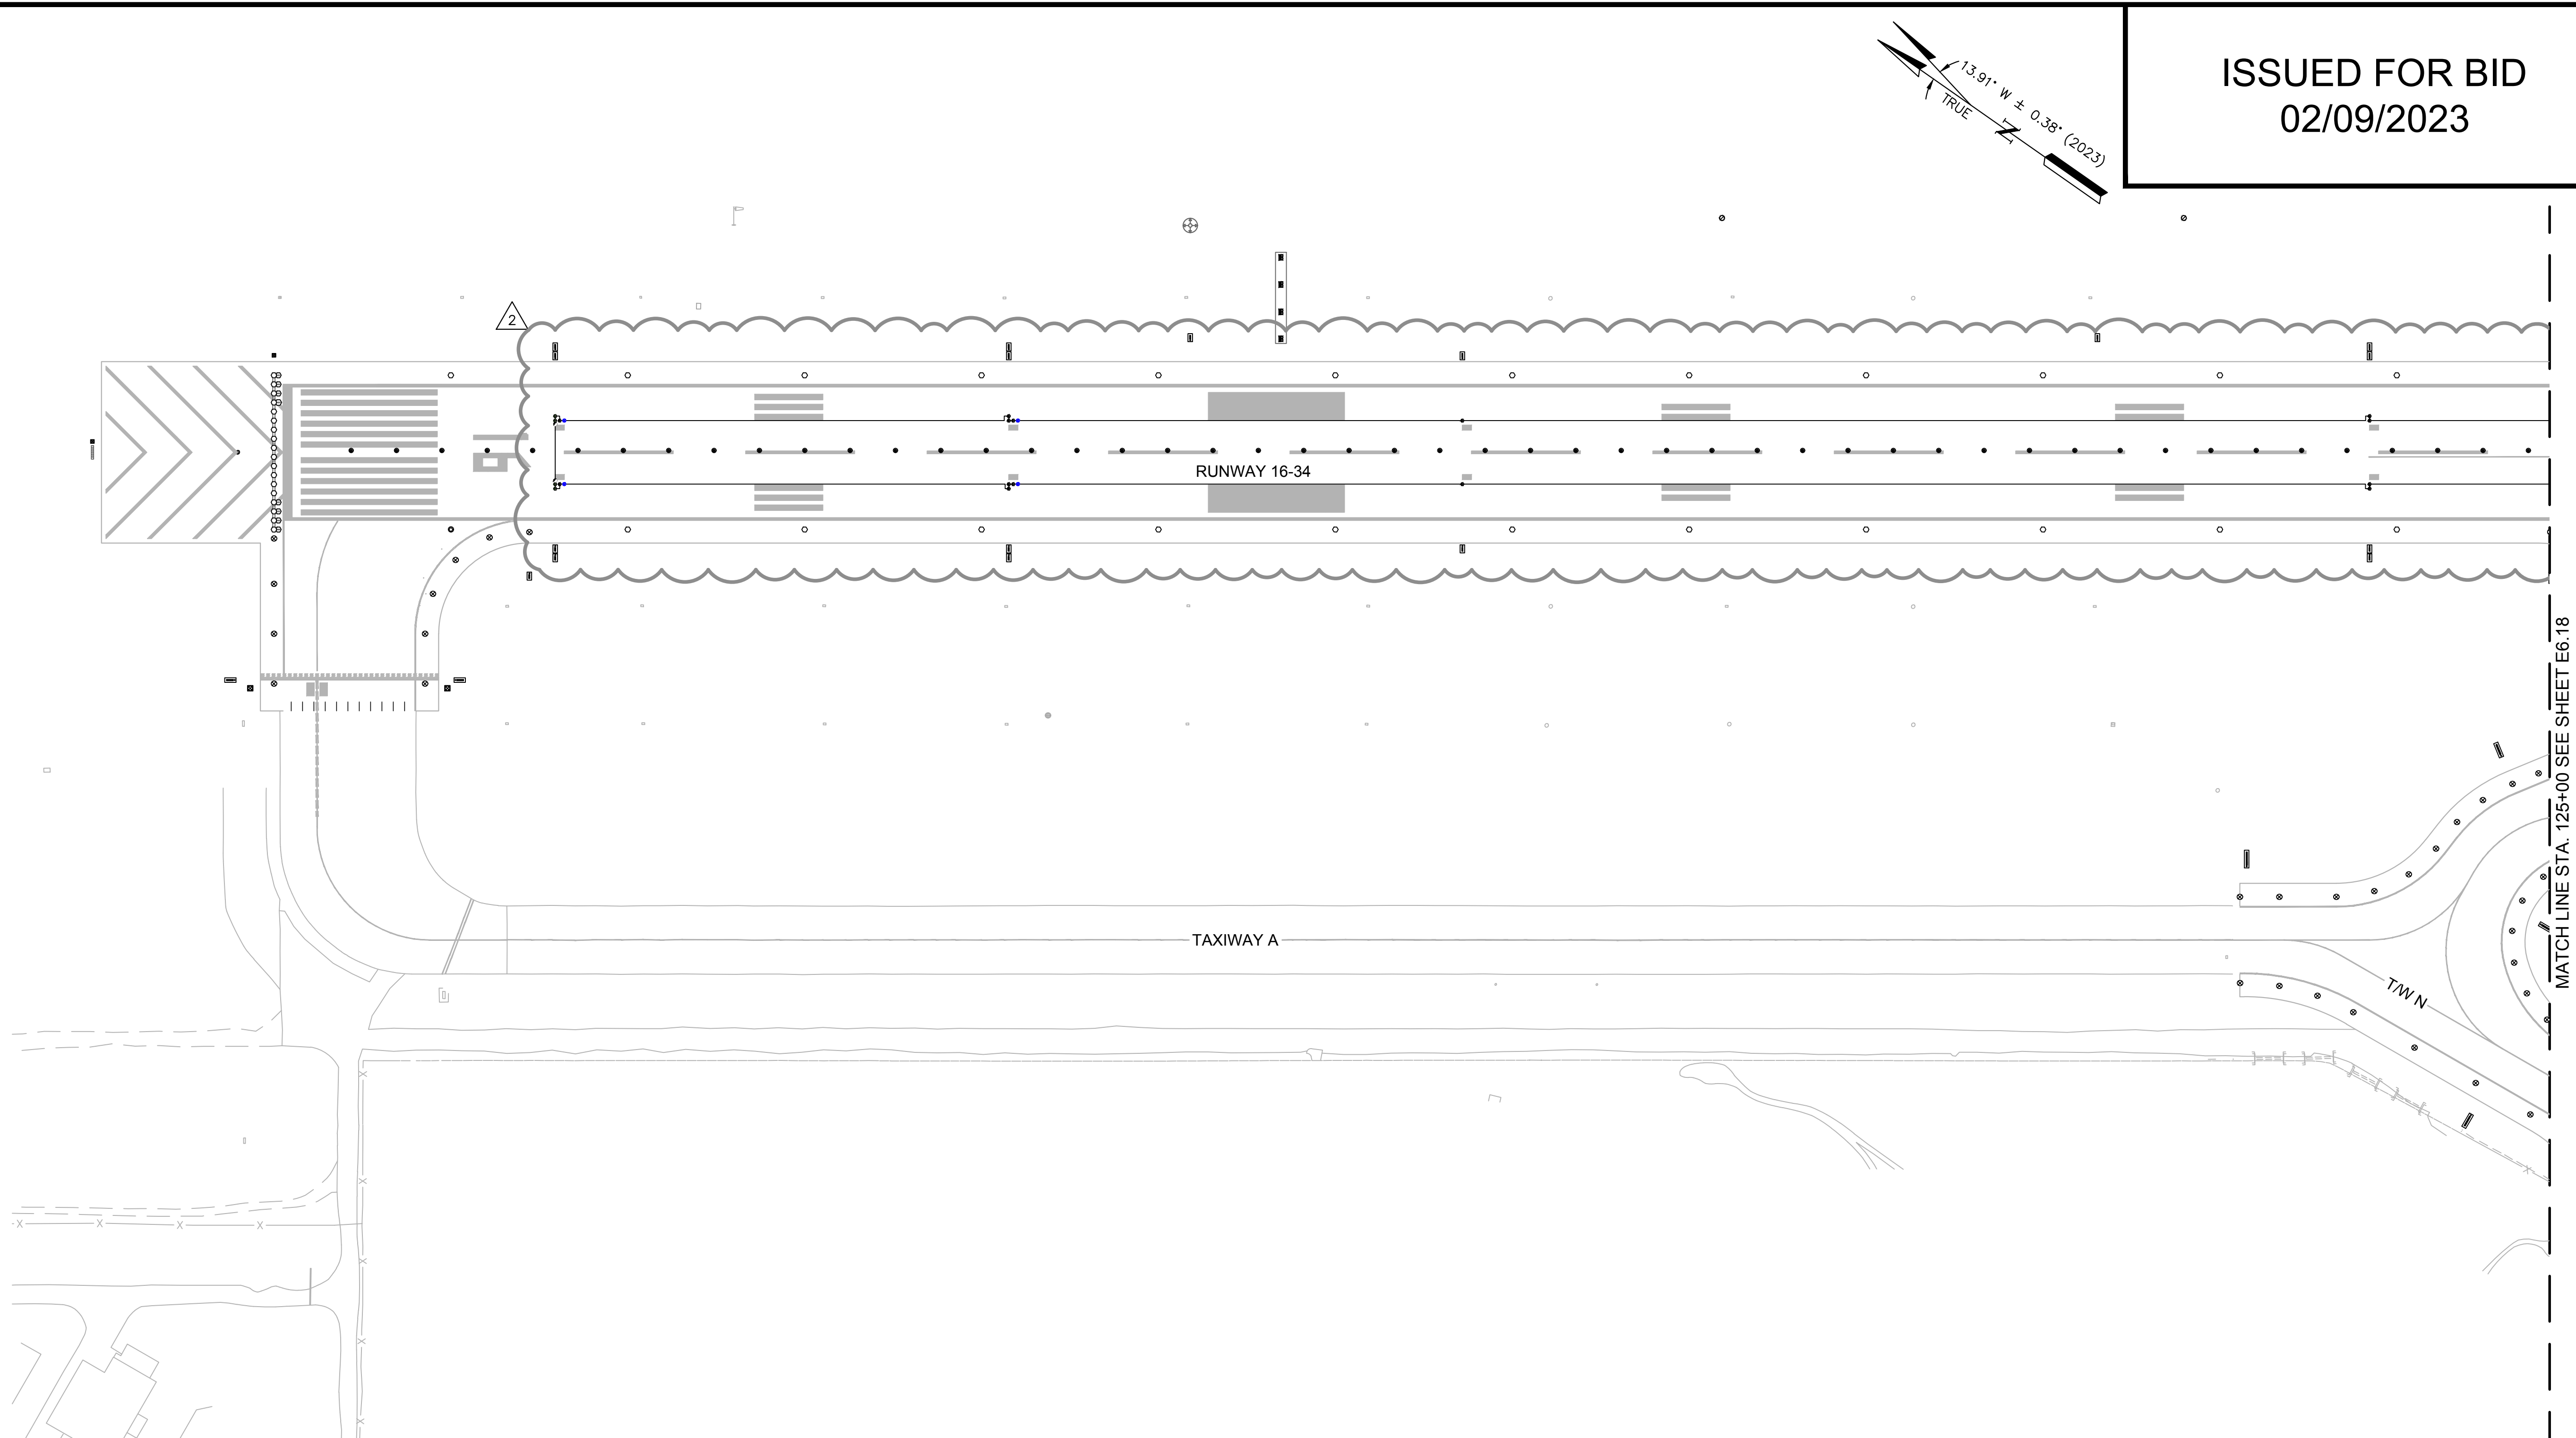 ISSUED FOR BID
02/09/2023
13.91° W ± 0.38° (2023)
TRUE
N
2
RUNWAY 16-34
MATCH LINE STA. 125+00 SEE SHEET E6.18
TAXIWAY A
T/W N